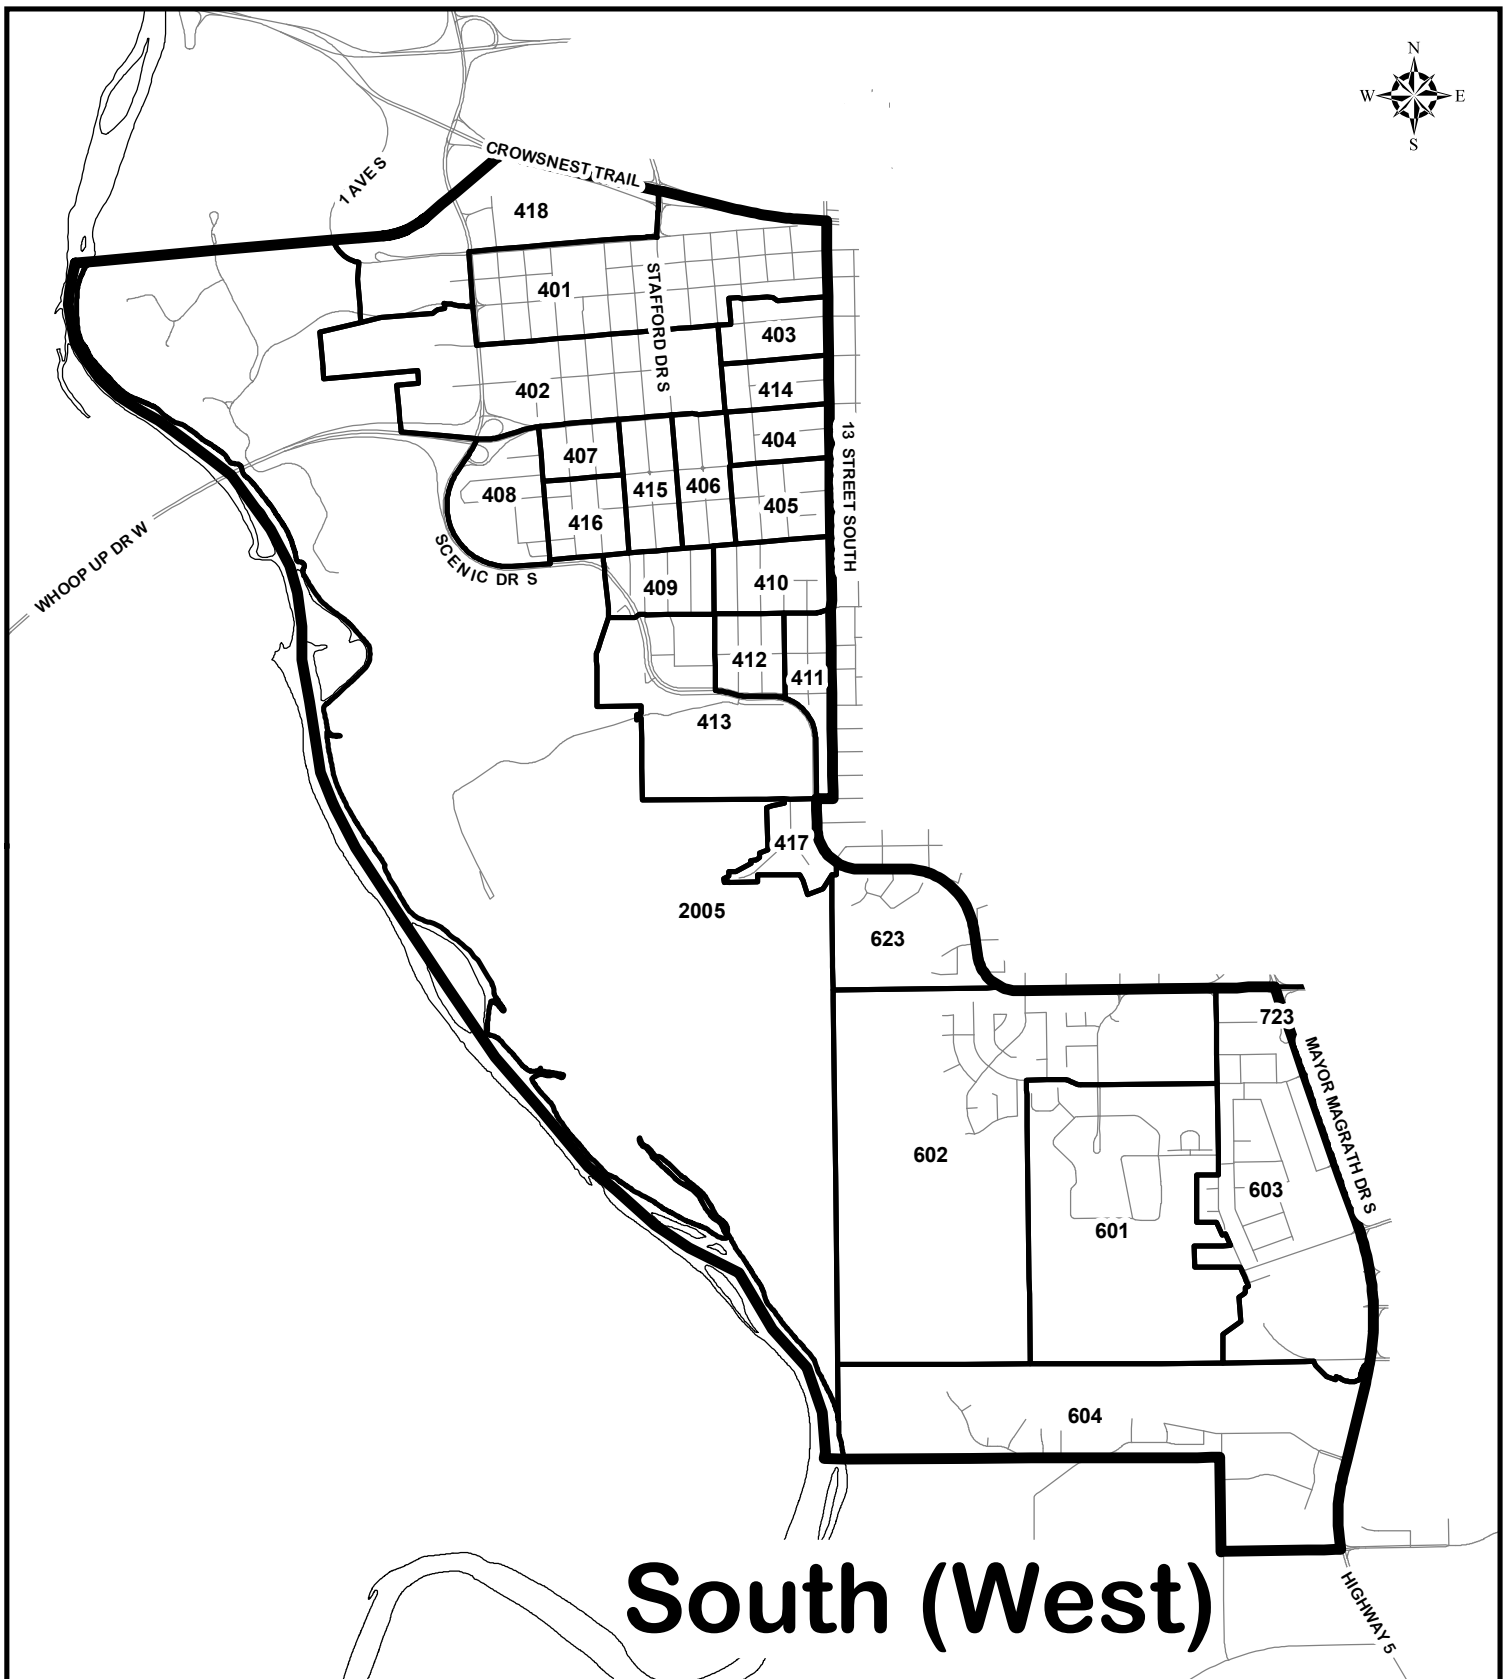 N
W
E
S
CROWSNEST TRAIL
1 AVE S
418
STAFFORD DR S
401
403
402
414
13 STREET SOUTH
404
407
415
406
408
405
416
WHOOP UP DR W
SCENIC DR S
409
410
412
411
413
417
2005
623
723
MAYOR MAGRATH DR S
602
603
601
604
South (West)
HIGHWAY 5